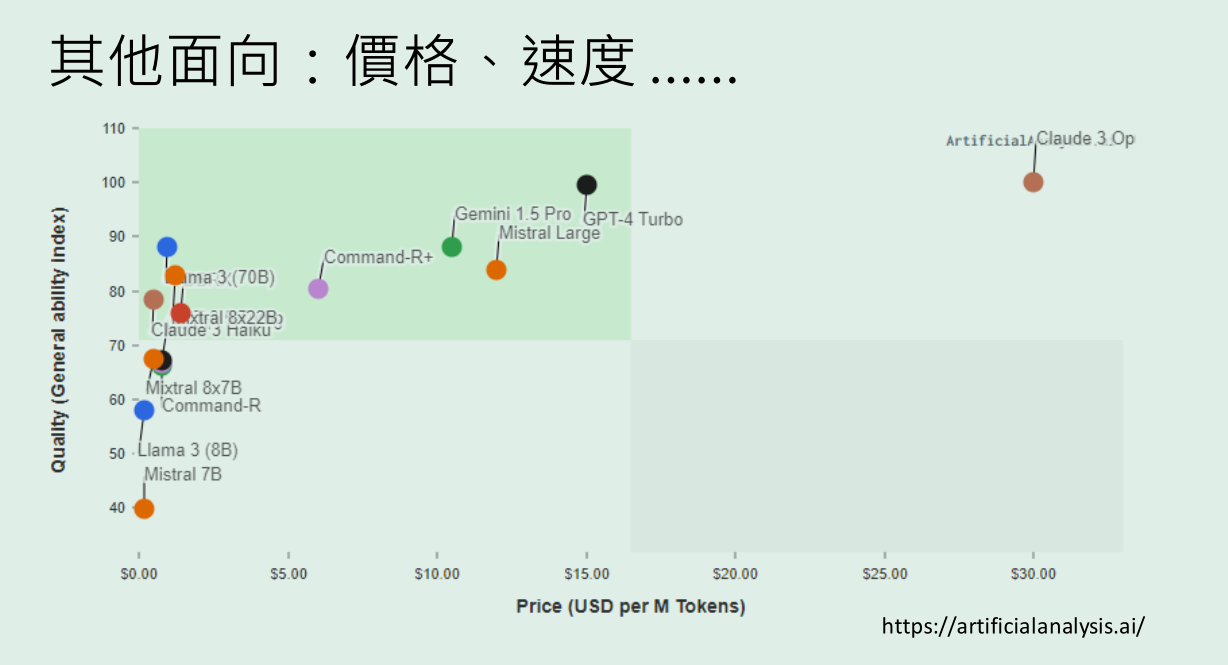 其他面向：價格、速度……
110
100
90
80
70
60
50
40
Quality (General ability index)
Claude 3 Op
Gemini 1.5 Pro
GPT-4 Turbo
Mistral Large
Command-R+
Llama 3 (70B)
Mixtral 8x22B
Claude 3 Haiku
Mixtral 8x7B
Command-R
Llama 3 (8B)
Mistral 7B
$0.00 $5.00 $10.00 $15.00 $20.00 $25.00 $30.00
Price (USD per M Tokens)
https://artificialanalysis.ai/